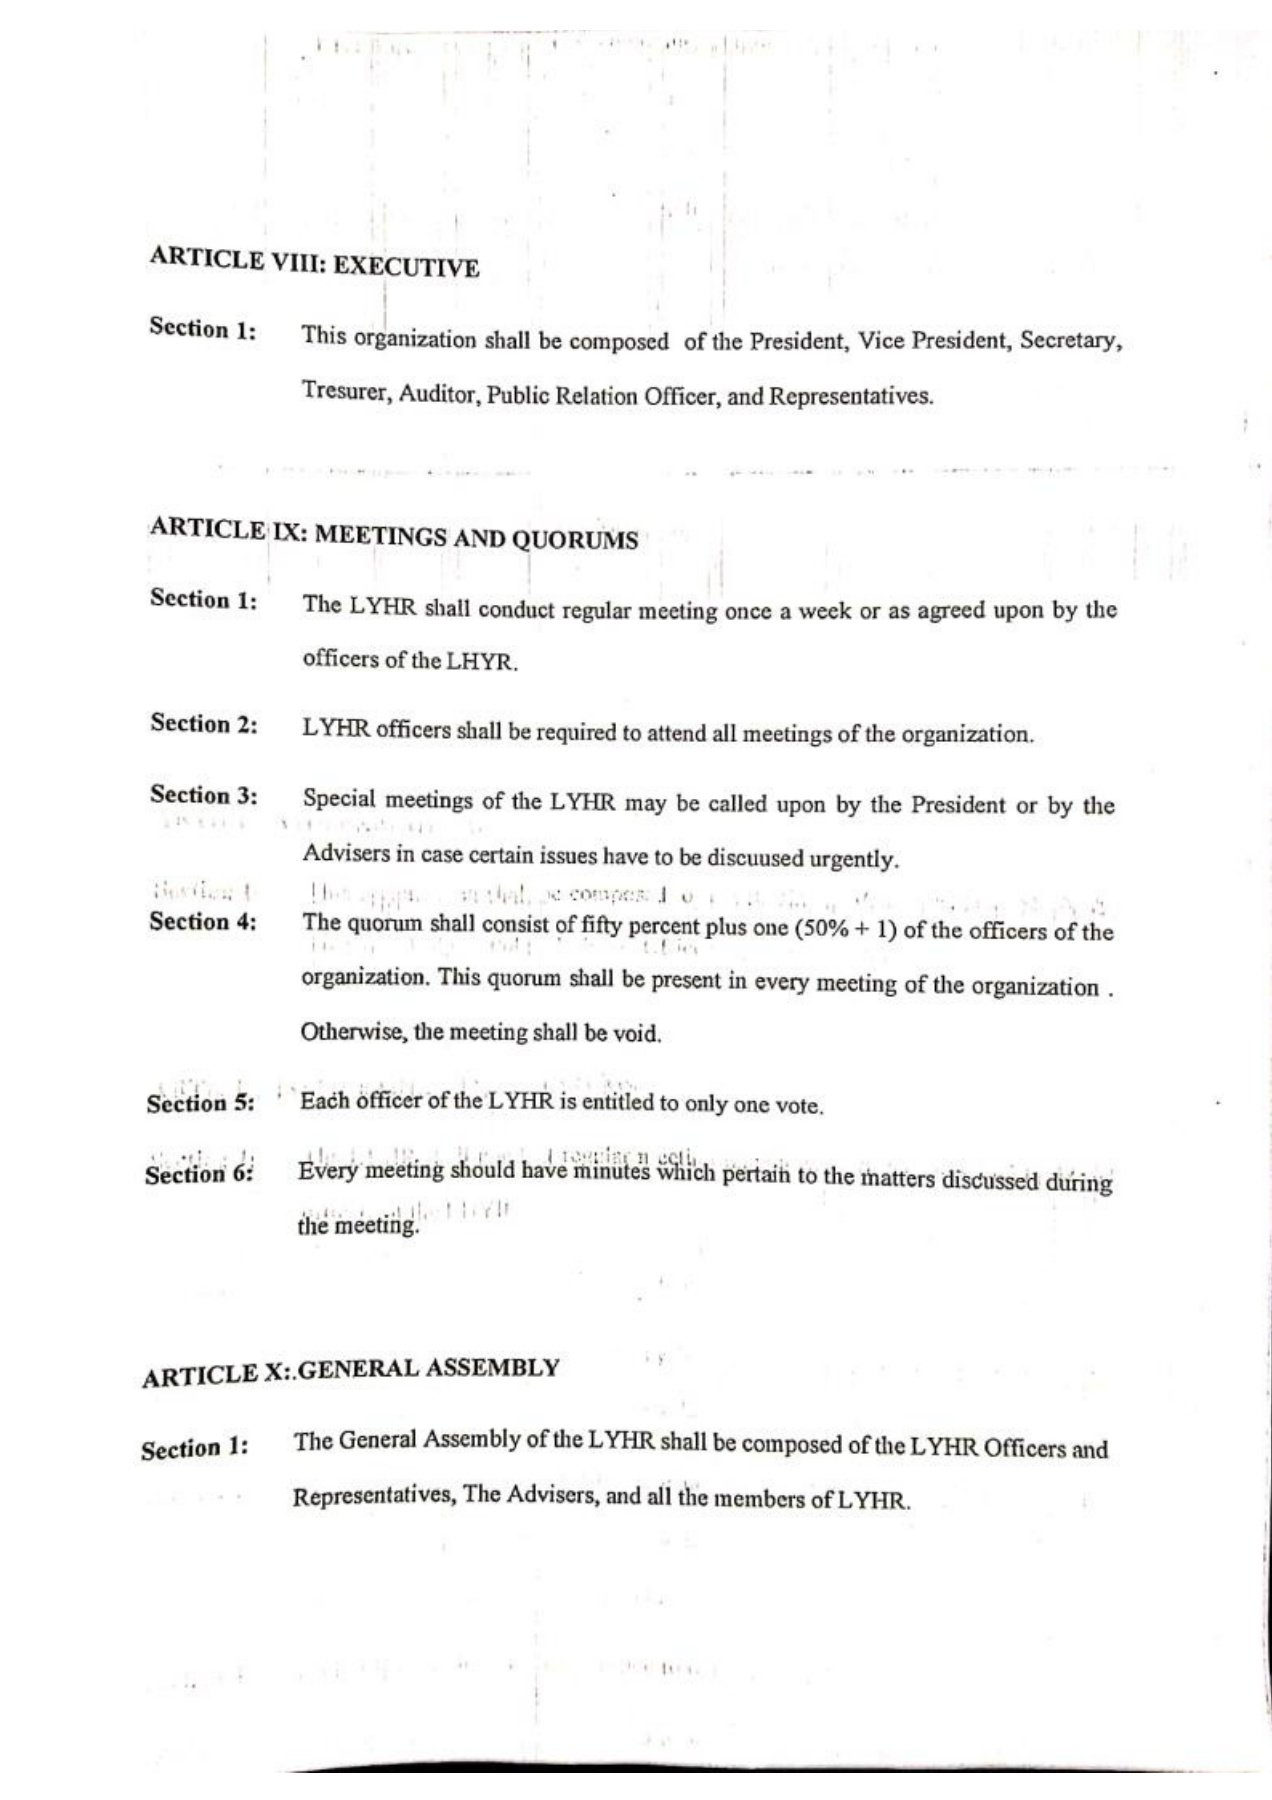 ARTICLE VIII: EXECUTIVE
Section 1: This organization shall be composed of the President, Vice President, Secretary,
Tresurer, Auditor, Public Relation Officer, and Representatives.
ARTICLE IX: MEETINGS AND QUORUMS
Section 1: The LYHR shall conduct regular meeting once a week or as agreed upon by the
officers of the LHYR.
Section 2: LYHR officers shall be required to attend all meetings of the organization.
Section 3: Special meetings of the LYHR may be called upon by the President or by the
Advisers in case certain issues have to be discuused urgently.
Section 4: The quorum shall consist of fifty percent plus one (50% + 1) of the officers of the
organization. This quorum shall be present in every meeting of the organization .
Otherwise, the meeting shall be void.
Section 5: Each officer of the LYHR is entitled to only one vote.
Section 6: Every meeting should have minutes which pertain to the matters discussed during
the meeting.
ARTICLE X:.GENERAL ASSEMBLY
Section 1: The General Assembly of the LYHR shall be composed of the LYHR Officers and
Representatives, The Advisers, and all the members of LYHR.